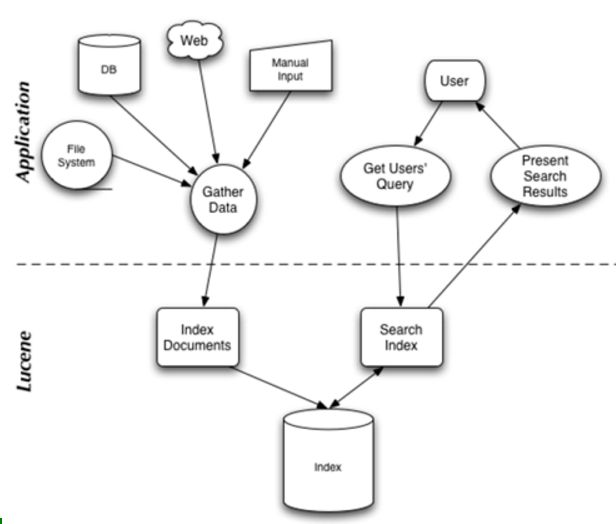 Application
DB
Web
Manual
Input
User
File
System
Gather
Data
Get Users'
Query
Present
Search
Results
Lucene
Index
Documents
Search
Index
Index